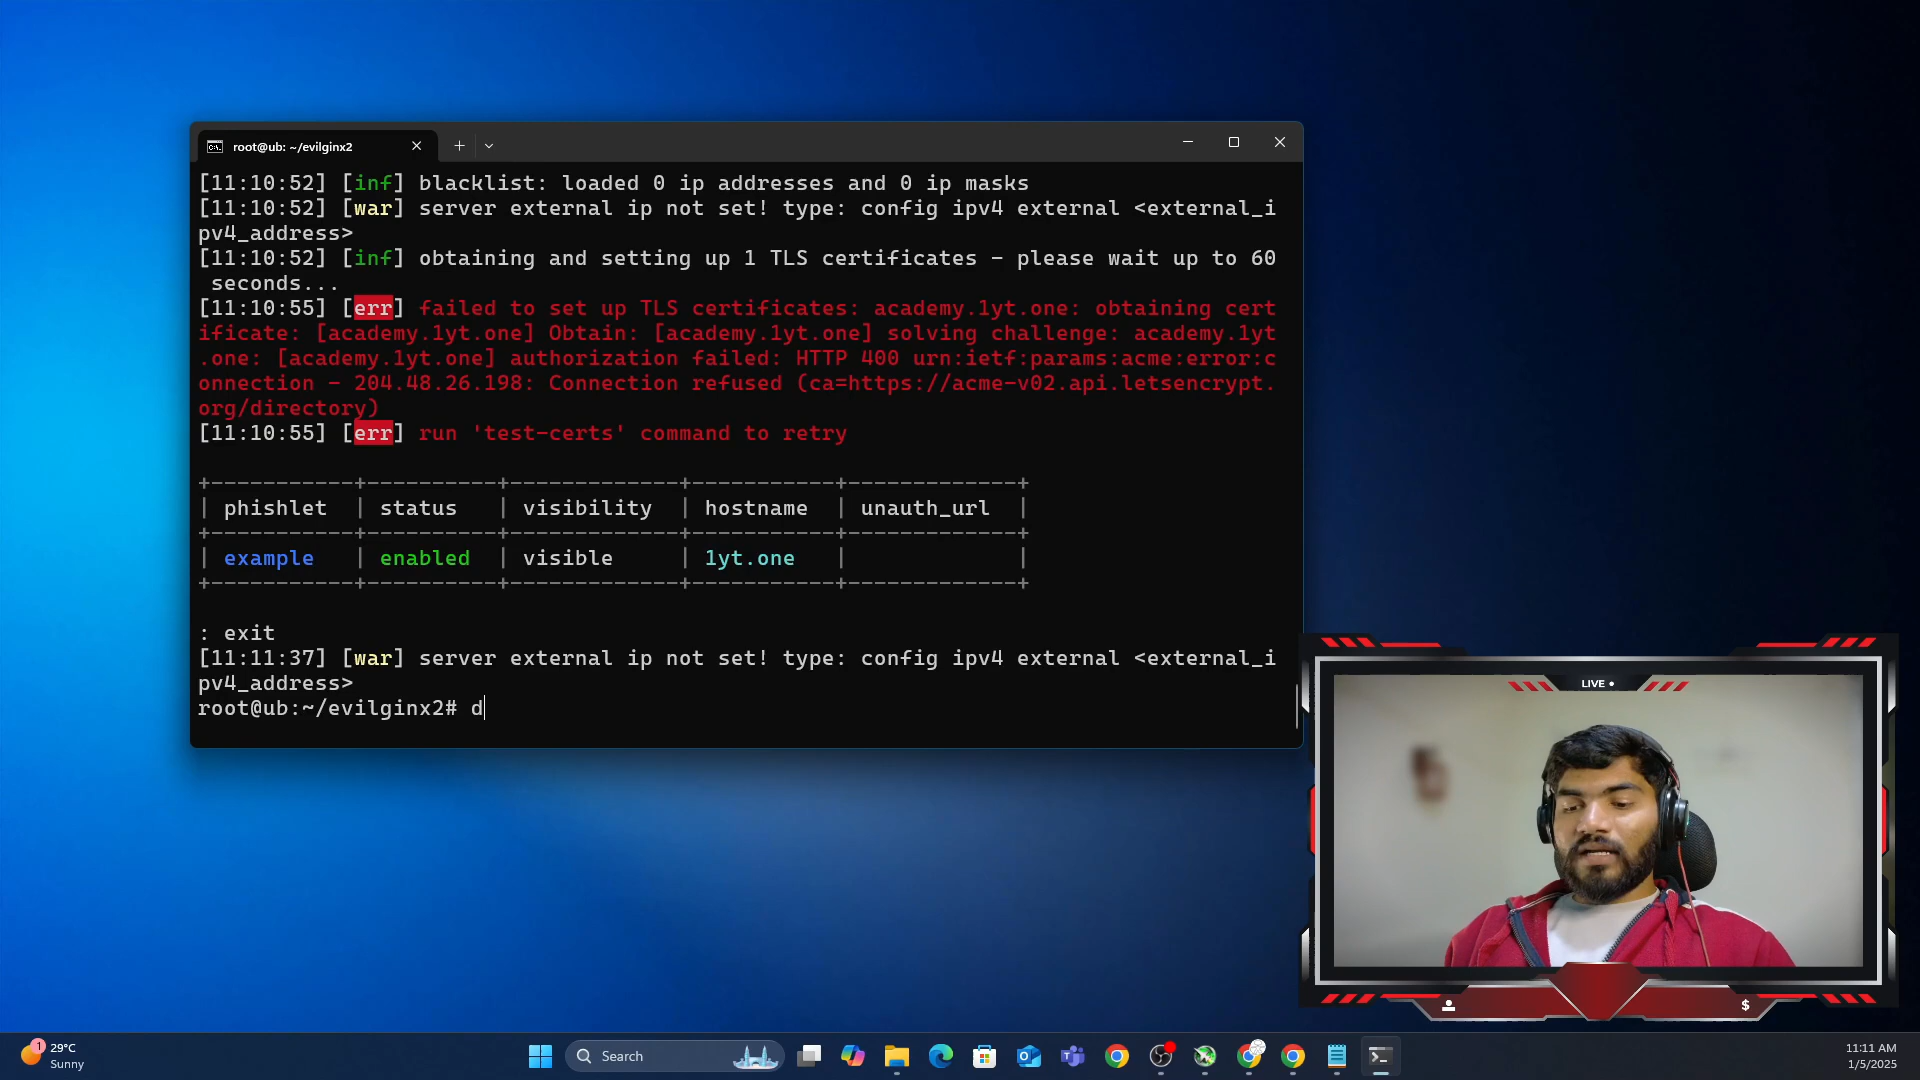 root@ub: ~/evilginx2
[11:10:52] [inf] blacklist: loaded 0 ip addresses and 0 ip masks
[11:10:52] [war] server external ip not set! type: config ipv4 external <external_i
pv4_address>
[11:10:52] [inf] obtaining and setting up 1 TLS certificates - please wait up to 60
 seconds...
[11:10:55] [err] failed to set up TLS certificates: academy.1yt.one: obtaining cert
ificate: [academy.1yt.one] Obtain: [academy.1yt.one] solving challenge: academy.1yt
.one: [academy.1yt.one] authorization failed: HTTP 400 urn:ietf:params:acme:error:c
onnection - 204.48.26.198: Connection refused (ca=https://acme-v02.api.letsencrypt.
org/directory)
[11:10:55] [err] run 'test-certs' command to retry
+-----------+----------+-------------+-----------+-------------+
| phishlet | status | visibility | hostname | unauth_url |
+-----------+----------+-------------+-----------+-------------+
| example | enabled | visible | 1yt.one | |
+-----------+----------+-------------+-----------+-------------+
: exit
[11:11:37] [war] server external ip not set! type: config ipv4 external <external_i
pv4_address>
root@ub:~/evilginx2# d
LIVE
$
1
29°C
Sunny
Search
11:11 AM
1/5/2025